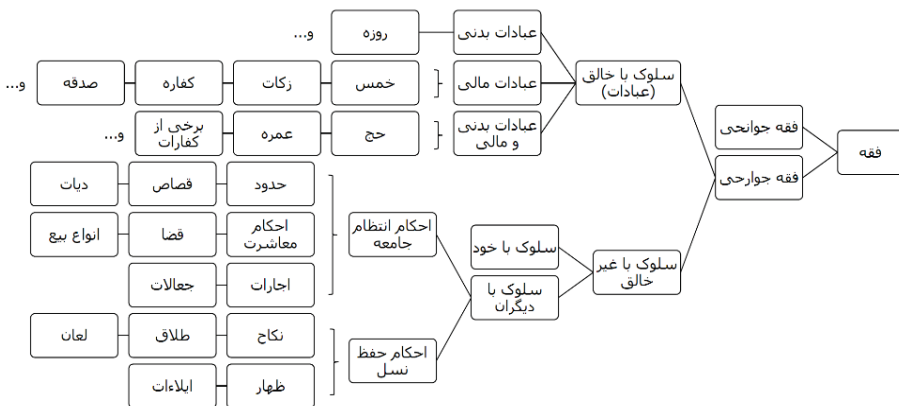 فقه
فقه جوانحی
فقه جوارحی
سلوک با خالق
(عبادات)
عبادات بدنی
روزه
و...
عبادات مالی
خمس
زکات
کفاره
صدقه
و...
عبادات بدنی
و مالی
حج
عمره
برخی از
کفارات
و...
سلوک با غیر
خالق
سلوک با خود
سلوک با
دیگران
احکام انتظام
جامعه
حدود
قصاص
دیات
احکام
معاشرت
قضا
انواع بیع
اجارات
جعالات
احکام حفظ
نسل
نکاح
طلاق
لعان
ظهار
ایلاءات